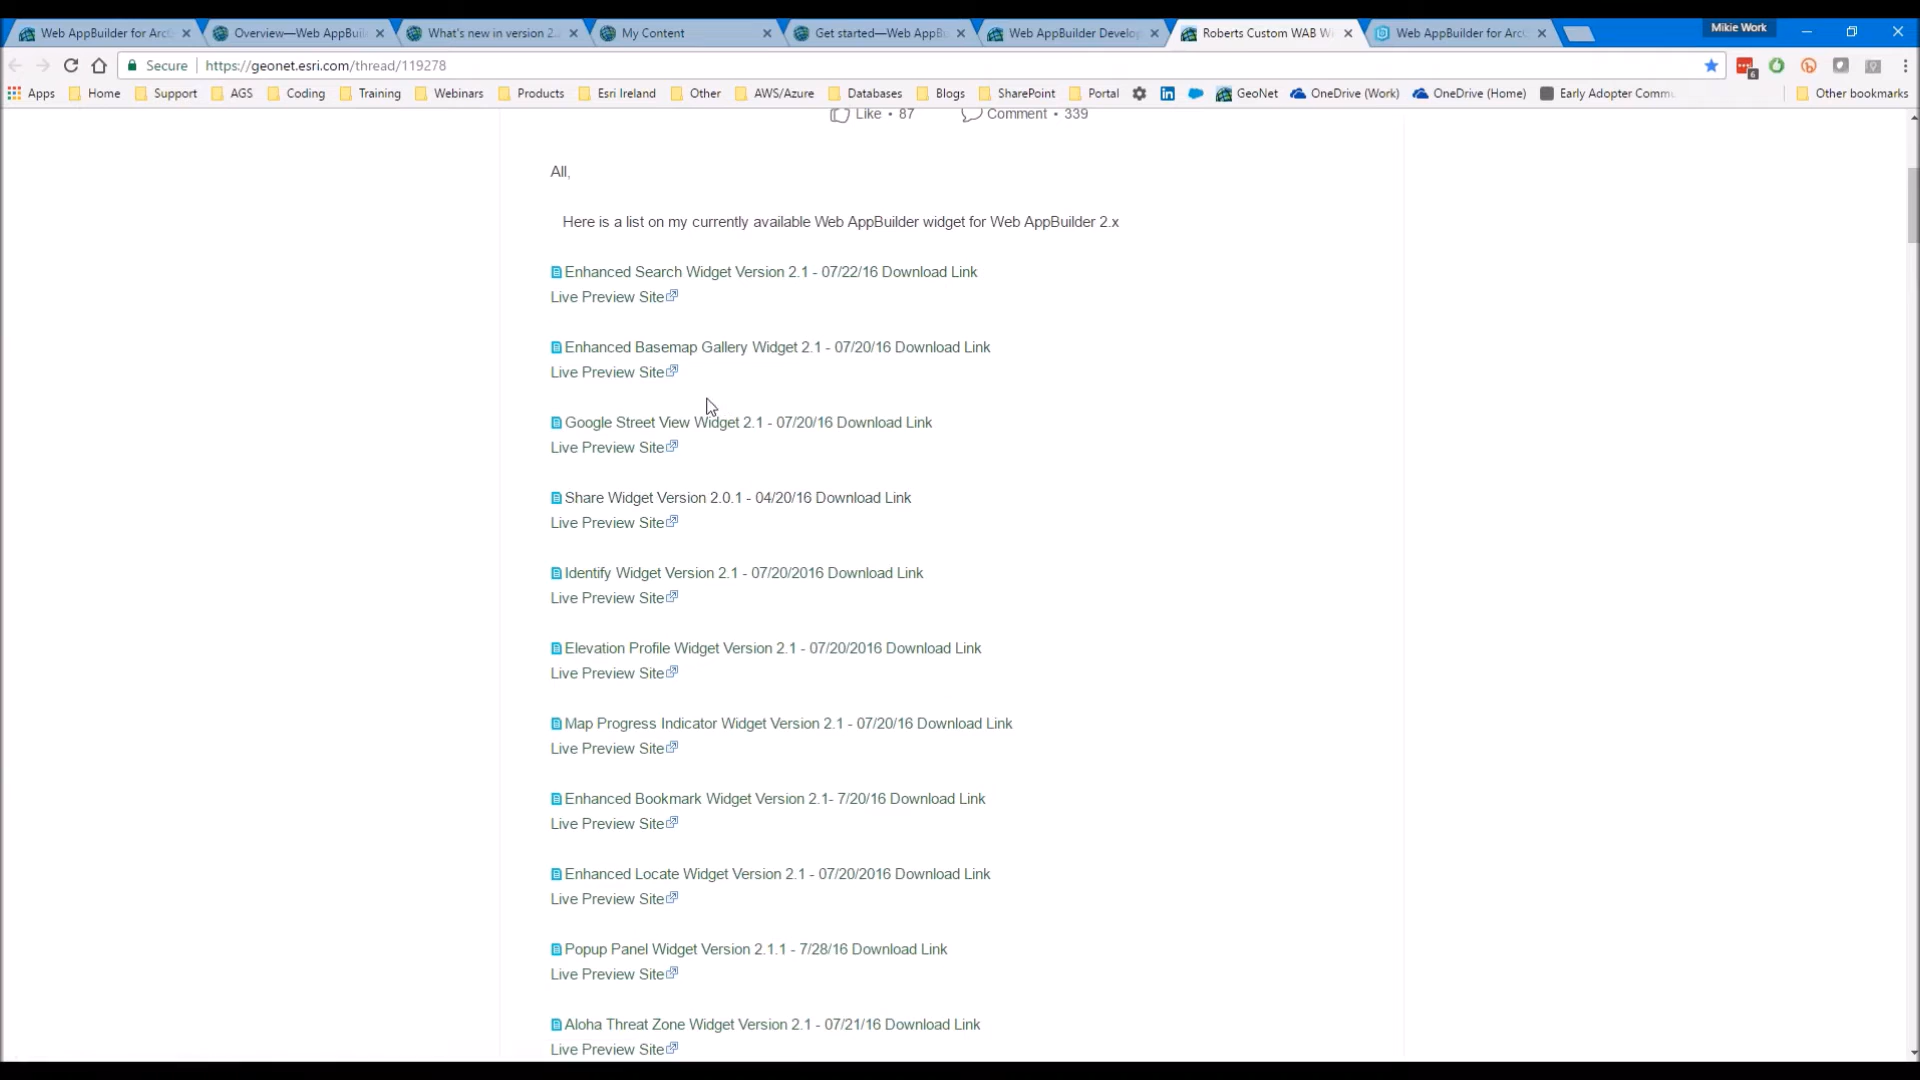 Web AppBuilder for Arc
Overview—Web AppBuil
What's new in version 2...
My Content
Get started—Web AppB
Web AppBuilder Develop
Roberts Custom WAB W
Web AppBuilder for Arc
Mikie Work
Secure
https://geonet.esri.com/thread/119278
6
Apps
Home
Support
AGS
Coding
Training
Webinars
Products
Esri Ireland
Other
AWS/Azure
Databases
Blogs
SharePoint
Portal
GeoNet
OneDrive (Work)
OneDrive (Home)
Early Adopter Commu
Other bookmarks
Like • 87
Comment • 339
All,
Here is a list on my currently available Web AppBuilder widget for Web AppBuilder 2.x
Enhanced Search Widget Version 2.1 - 07/22/16 Download Link
Live Preview Site
Enhanced Basemap Gallery Widget 2.1 - 07/20/16 Download Link
Live Preview Site
Google Street View Widget 2.1 - 07/20/16 Download Link
Live Preview Site
Share Widget Version 2.0.1 - 04/20/16 Download Link
Live Preview Site
Identify Widget Version 2.1 - 07/20/2016 Download Link
Live Preview Site
Elevation Profile Widget Version 2.1 - 07/20/2016 Download Link
Live Preview Site
Map Progress Indicator Widget Version 2.1 - 07/20/16 Download Link
Live Preview Site
Enhanced Bookmark Widget Version 2.1- 7/20/16 Download Link
Live Preview Site
Enhanced Locate Widget Version 2.1 - 07/20/2016 Download Link
Live Preview Site
Popup Panel Widget Version 2.1.1 - 7/28/16 Download Link
Live Preview Site
Aloha Threat Zone Widget Version 2.1 - 07/21/16 Download Link
Live Preview Site